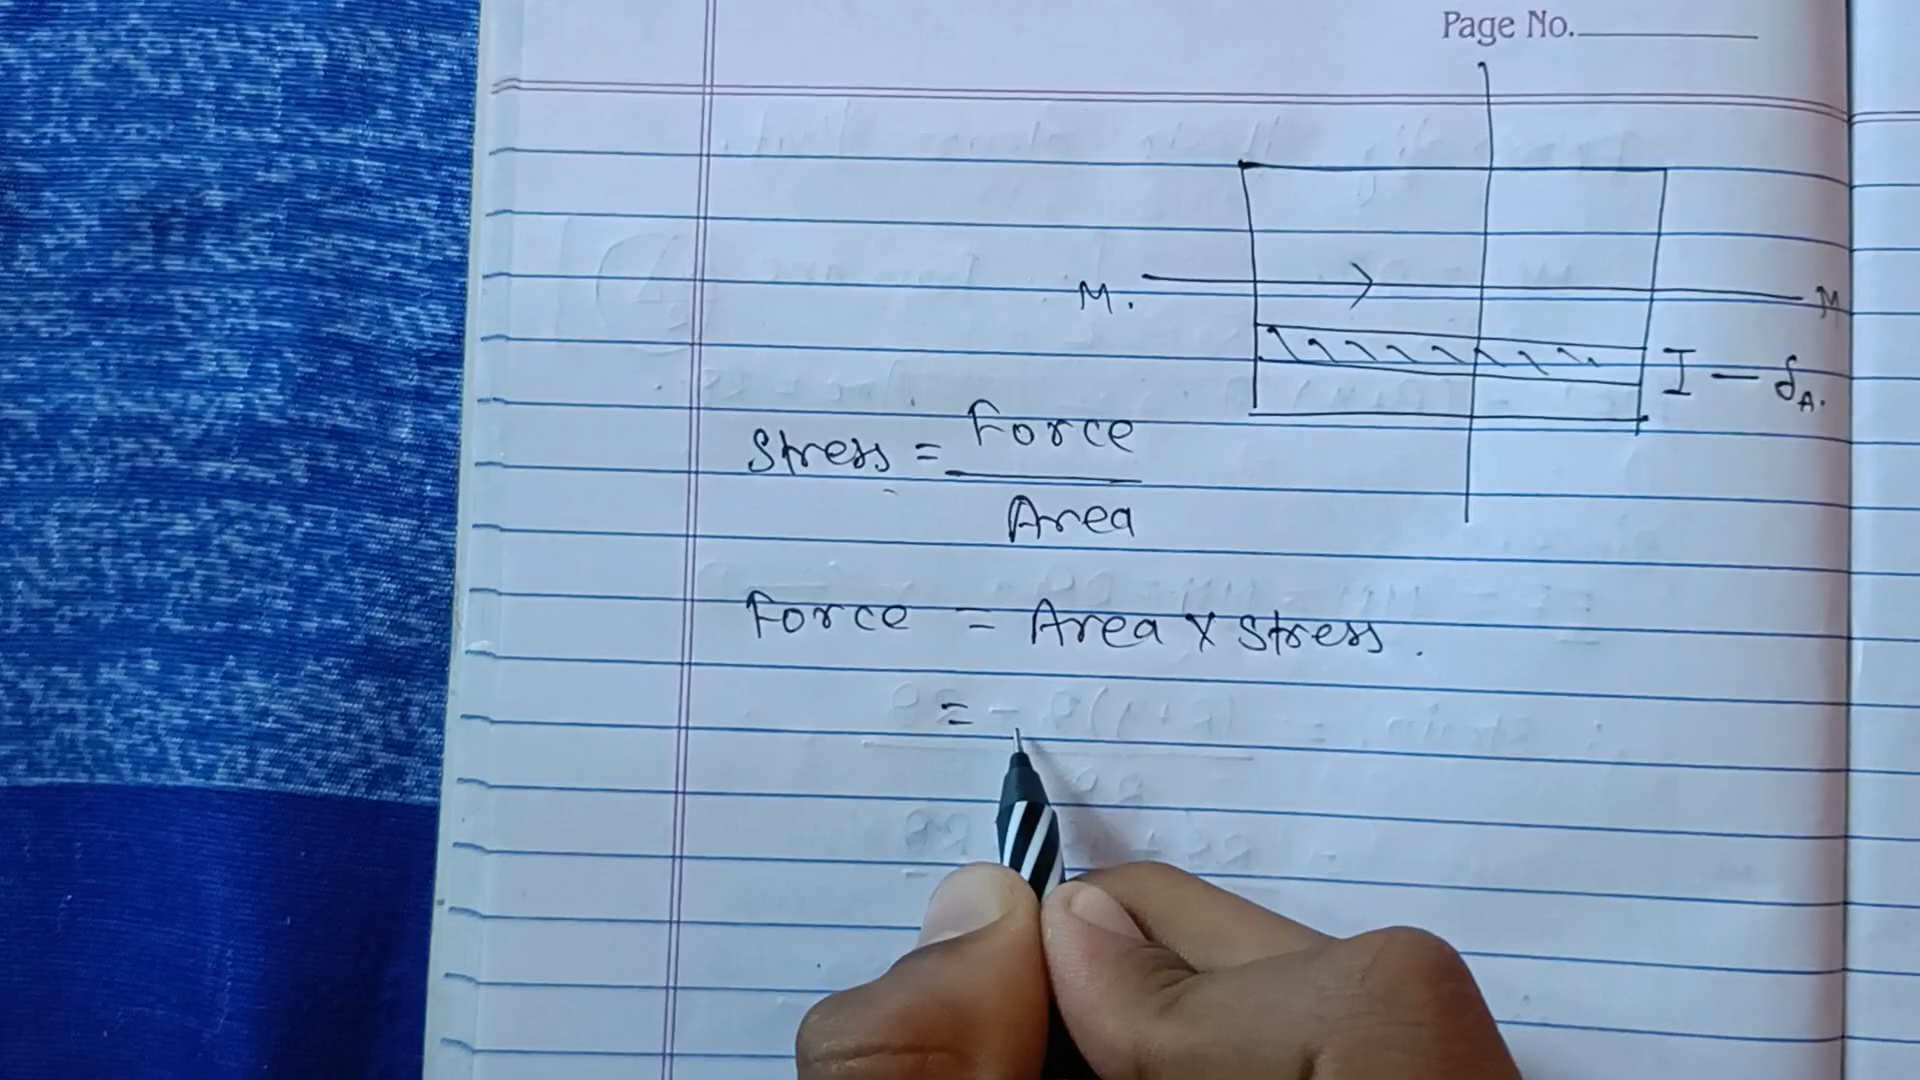 Page No.
M. M
I - δA.
Stress = Force
Area
Force = Area x stress.
=